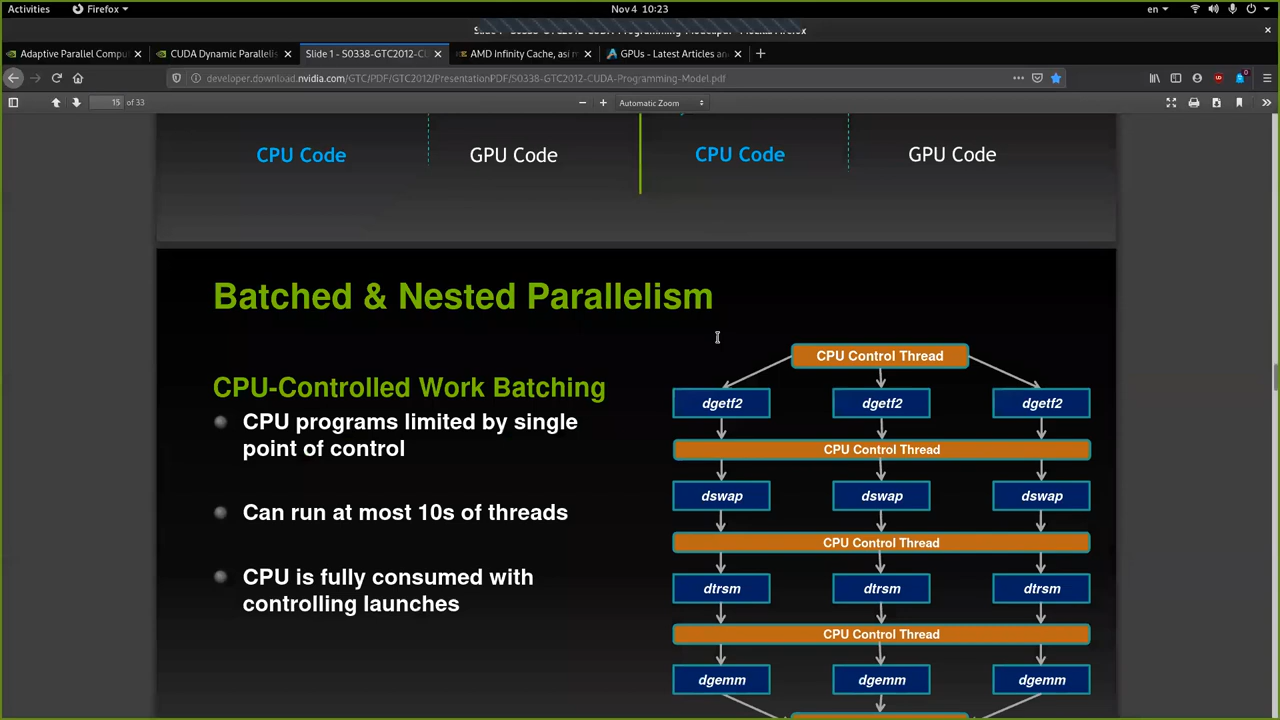 Activities
Firefox
Nov 4 10:23
en
Adaptive Parallel Comput
CUDA Dynamic Parallelis
Slide 1 - S0338-GTC2012-CU
AMD Infinity Cache, así m
GPUs - Latest Articles and
developer.download.nvidia.com/GTC/PDF/GTC2012/PresentationPDF/S0338-GTC2012-CUDA-Programming-Model.pdf
15 of 33
Automatic Zoom
CPU Code
GPU Code
CPU Code
GPU Code
Batched & Nested Parallelism
CPU-Controlled Work Batching
CPU programs limited by single
point of control
Can run at most 10s of threads
CPU is fully consumed with
controlling launches
CPU Control Thread
dgetf2 dgetf2 dgetf2
CPU Control Thread
dswap dswap dswap
CPU Control Thread
dtrsm dtrsm dtrsm
CPU Control Thread
dgemm dgemm dgemm